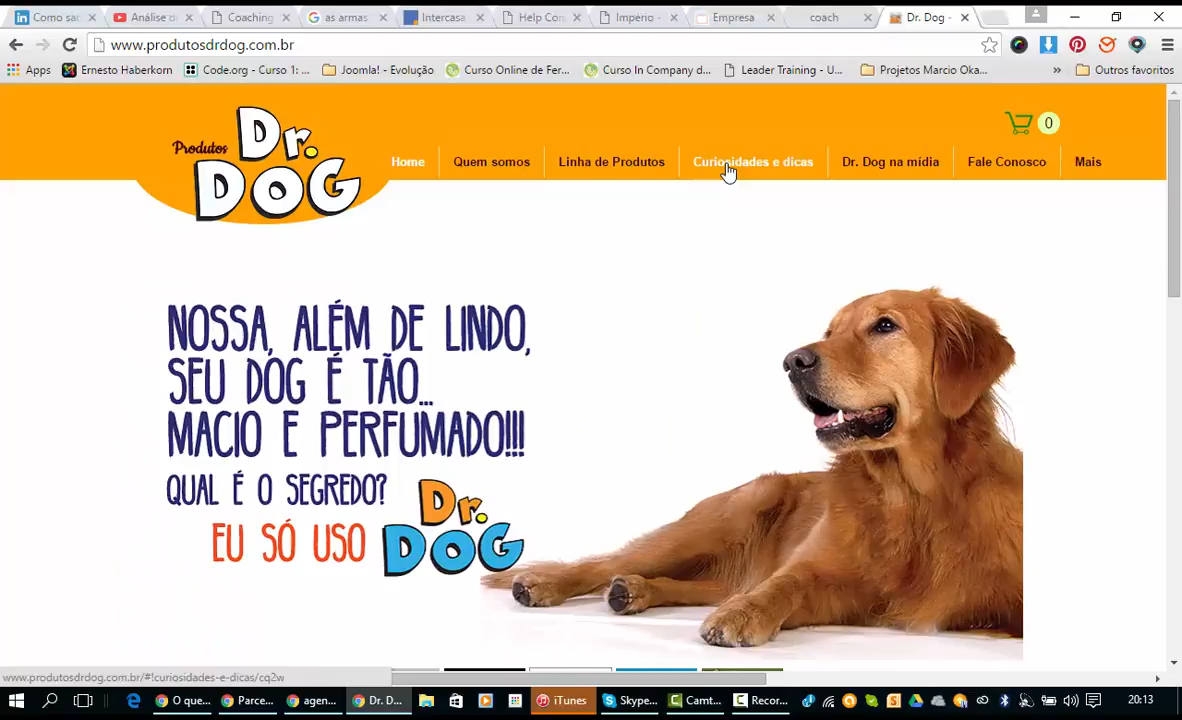 Como sac
Análise d
Coaching
as armas
Intercasa
Help Con
Império -
Empresa
coach
Dr. Dog -
www.produtosdrdog.com.br
Apps
Ernesto Haberkorn
Code.org - Curso 1: ...
Joomla! - Evolução
Curso Online de Fer...
Curso In Company d...
Leader Training - U...
Projetos Marcio Oka...
»
Outros favoritos
Produtos Dr. DOG
0
Home
Quem somos
Linha de Produtos
Curiosidades e dicas
Dr. Dog na mídia
Fale Conosco
Mais
NOSSA, ALÉM DE LINDO,
SEU DOG É TÃO...
MACIO E PERFUMADO!!!
QUAL É O SEGREDO?
EU SÓ USO Dr. DOG
www.produtosdrdog.com.br/#!curiosidades-e-dicas/cq2w
O que...
Parce...
agen...
Dr. D...
iTunes
Skype...
Camt...
Recor...
20:13